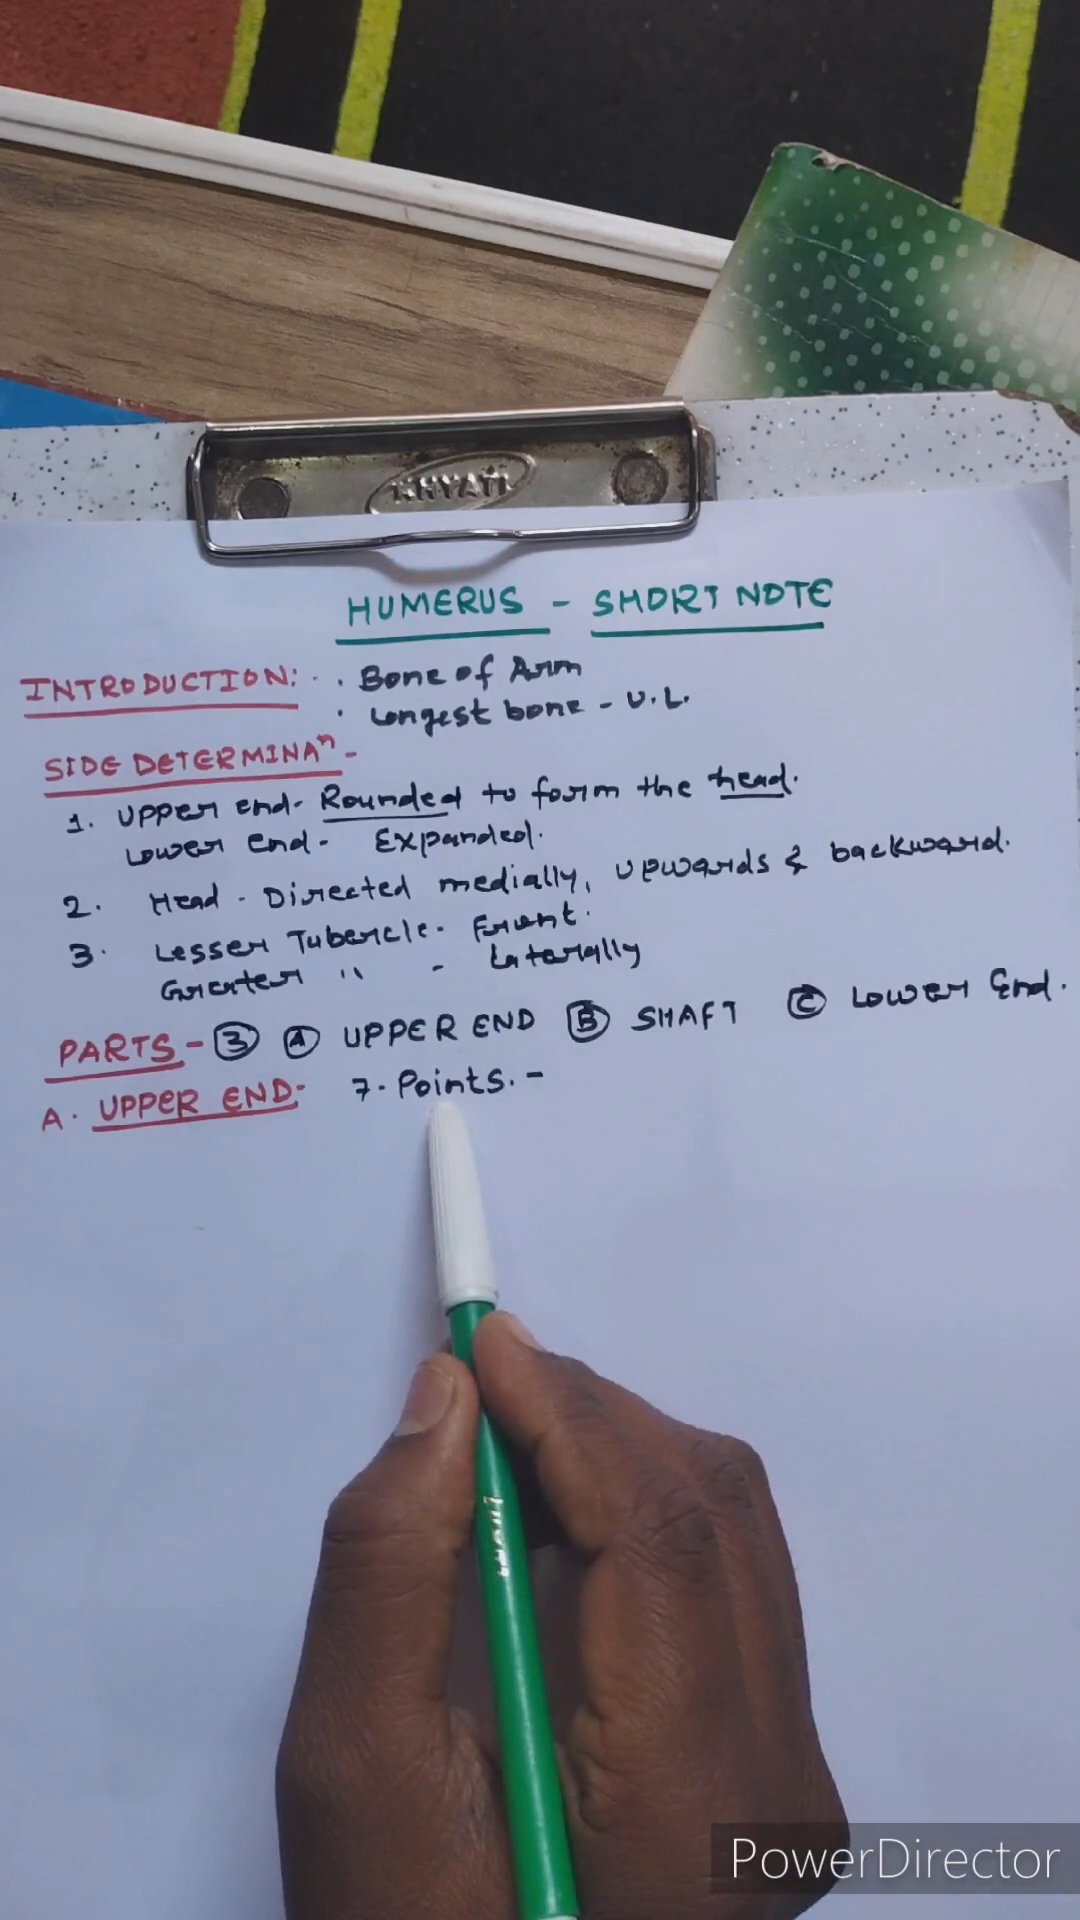 KHYATI
HUMERUS - SHORT NOTE
INTRODUCTION: · Bone of Arm
· Longest bone - U.L.
SIDE DETERMINAⁿ -
1. Upper end- Rounded to form the head.
Lower End- Expanded.
2. Head - Directed medially, upwards & backward.
3. Lesser Tubercle- Front.
Greater " - Laterally
PARTS - ③ Ⓐ UPPER END Ⓑ SHAFT Ⓒ Lower End.
A. UPPER END- 7. Points. -
PowerDirector